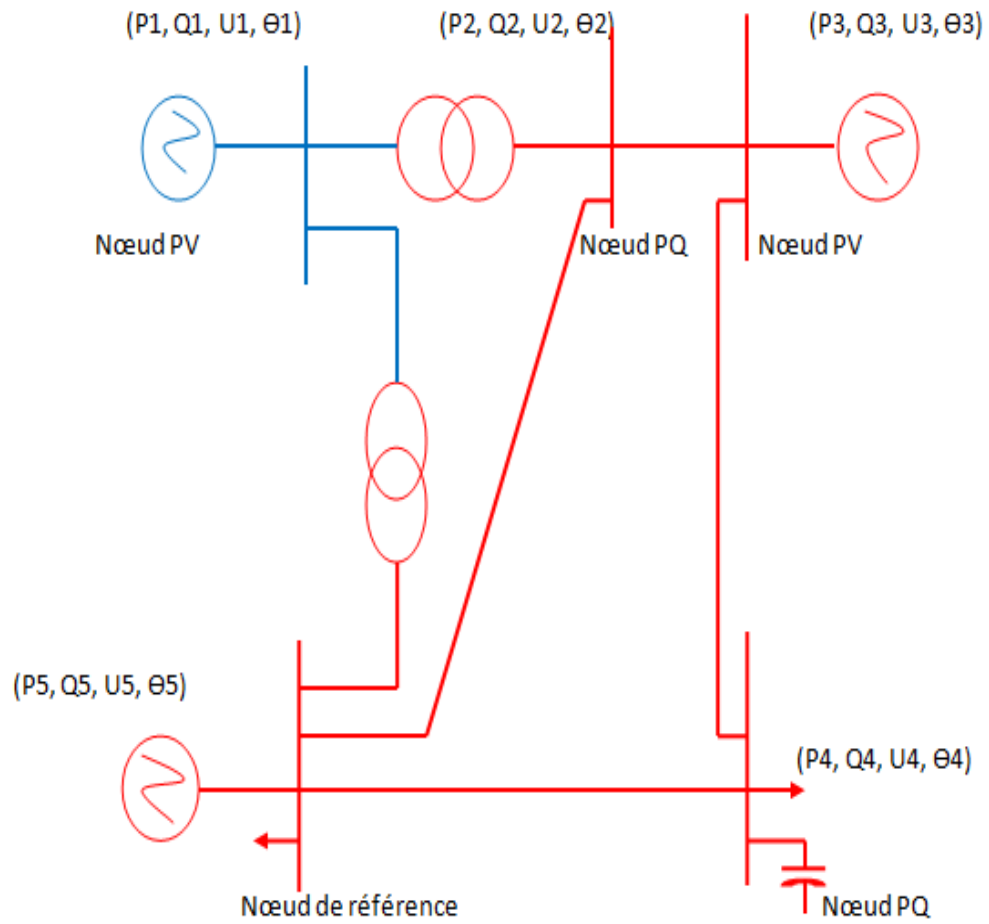 (P1, Q1, U1, ϴ1)
(P2, Q2, U2, ϴ2)
(P3, Q3, U3, ϴ3)
Nœud PV
Nœud PQ
Nœud PV
(P5, Q5, U5, ϴ5)
(P4, Q4, U4, ϴ4)
Nœud de référence
Nœud PQ